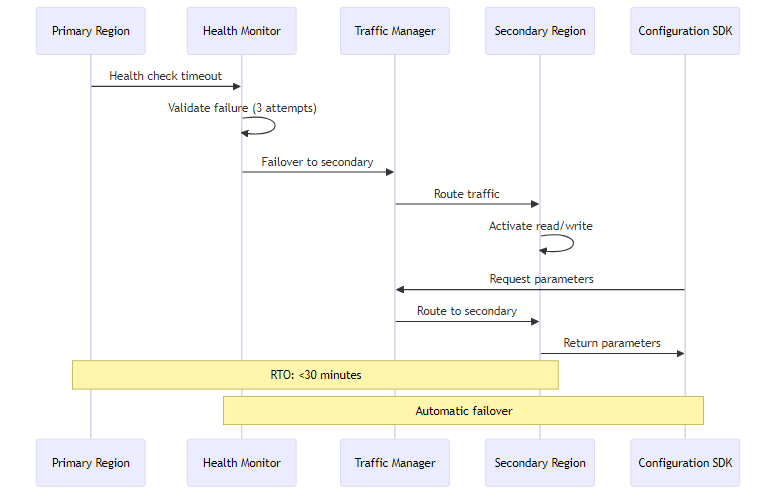 Primary Region
Health Monitor
Traffic Manager
Secondary Region
Configuration SDK
Health check timeout
Validate failure (3 attempts)
Failover to secondary
Route traffic
Activate read/write
Request parameters
Route to secondary
Return parameters
RTO: <30 minutes
Automatic failover
Primary Region
Health Monitor
Traffic Manager
Secondary Region
Configuration SDK